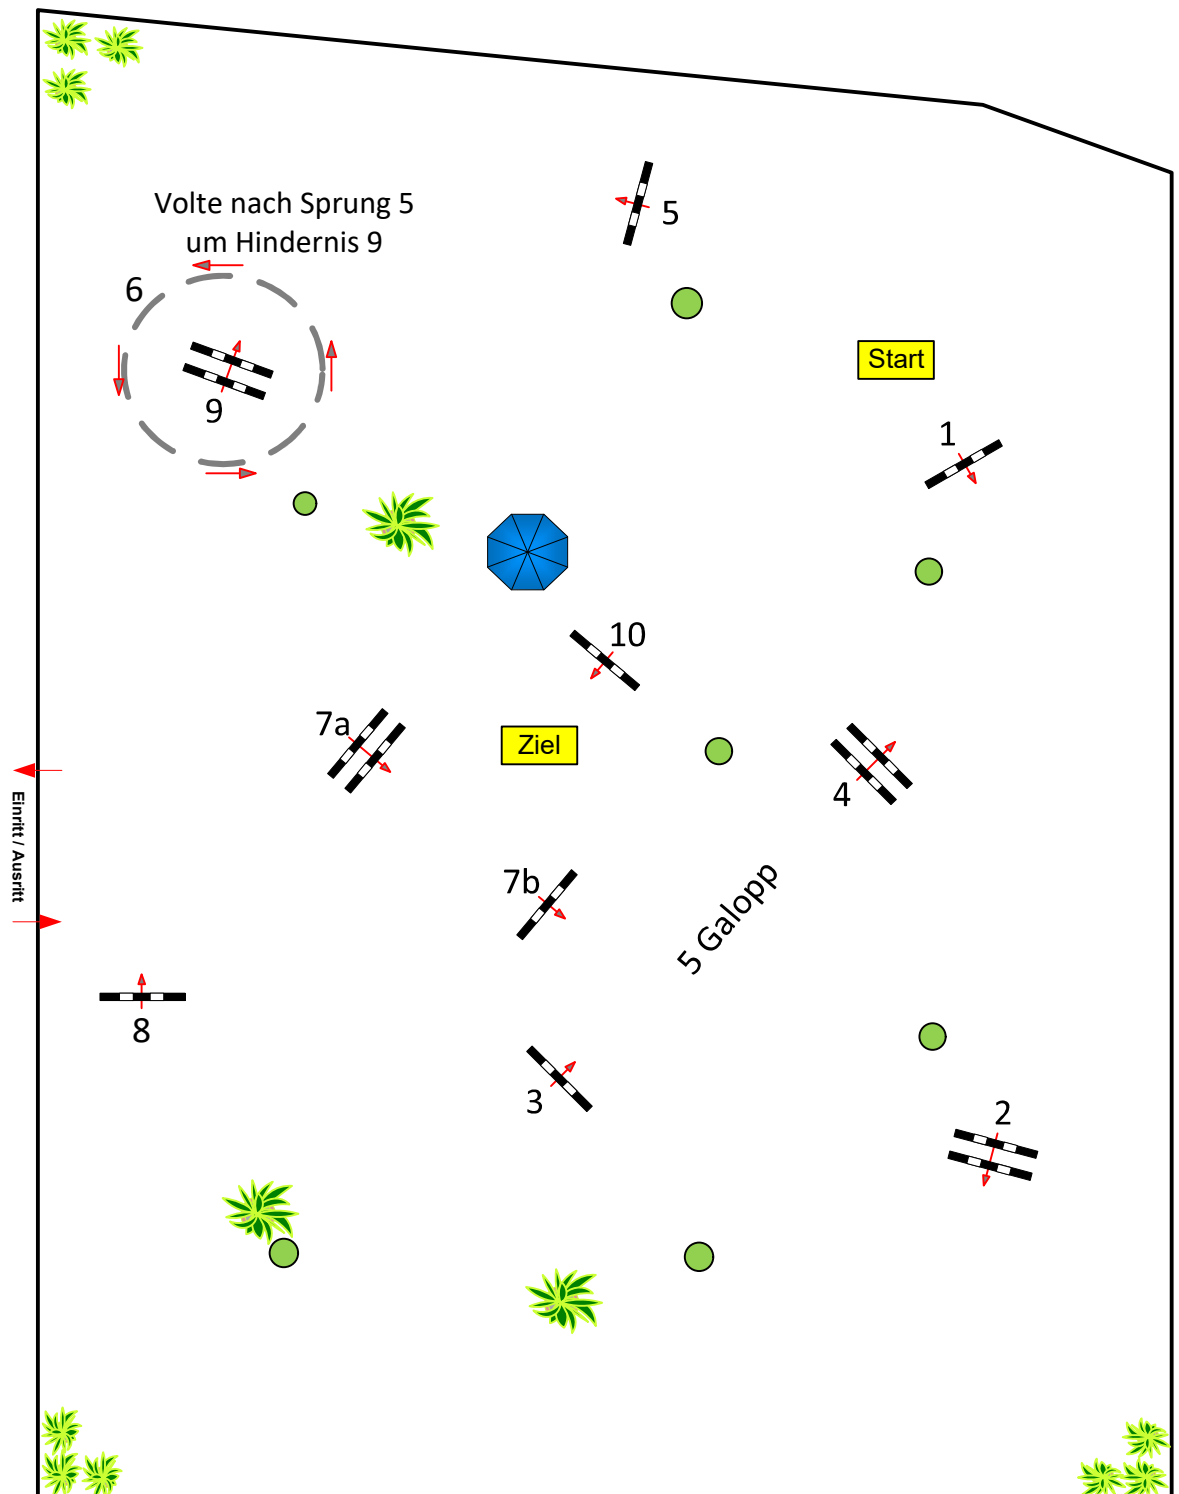 Volte nach Sprung 5
um Hindernis 9
5
6
9
Start
1
10
7a
Ziel
4
7b
5 Galopp
Einritt / Ausritt
8
3
2